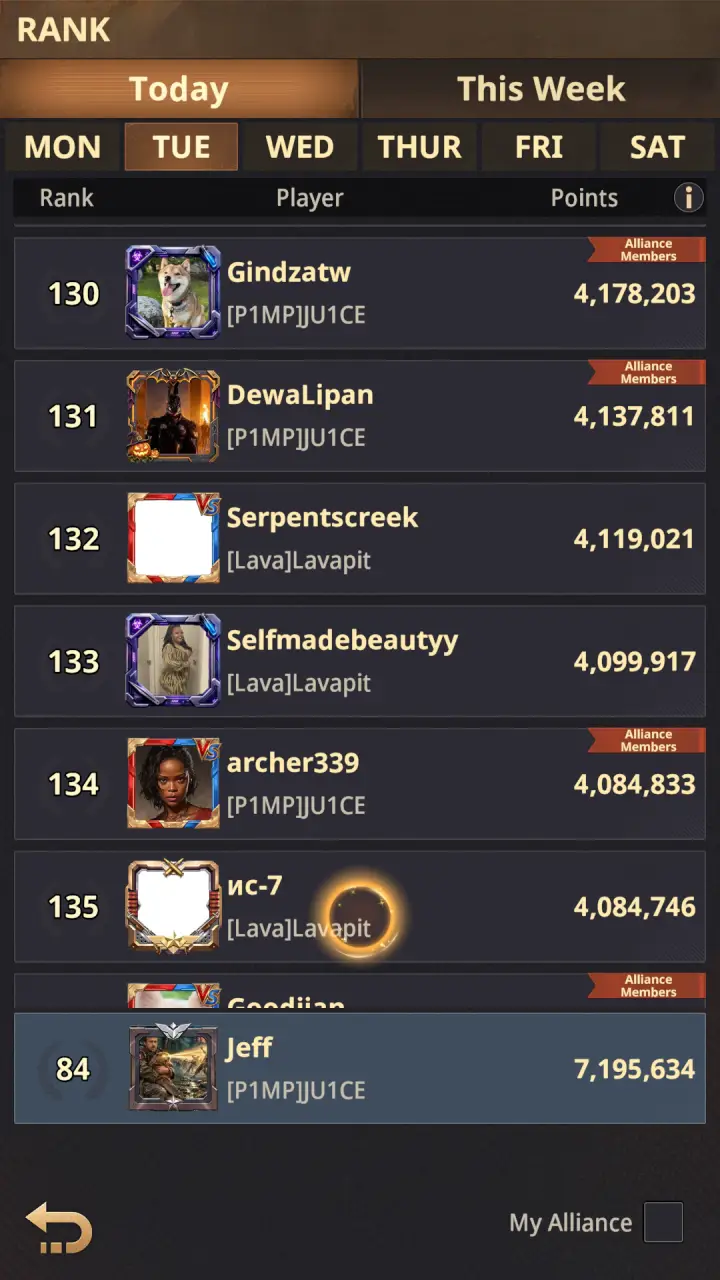 RANK
Today
This Week
MON
TUE
WED
THUR
FRI
SAT
Rank
Player
Points
Alliance
Members
130
Gindzatw
[P1MP]JU1CE
4,178,203
Alliance
Members
131
DewaLipan
[P1MP]JU1CE
4,137,811
132
VS
Serpentscreek
[Lava]Lavapit
4,119,021
133
Selfmadebeautyy
[Lava]Lavapit
4,099,917
Alliance
Members
134
VS
archer339
[P1MP]JU1CE
4,084,833
135
ис-7
[Lava]Lavapit
4,084,746
Alliance
Members
VS
84
Jeff
[P1MP]JU1CE
7,195,634
My Alliance